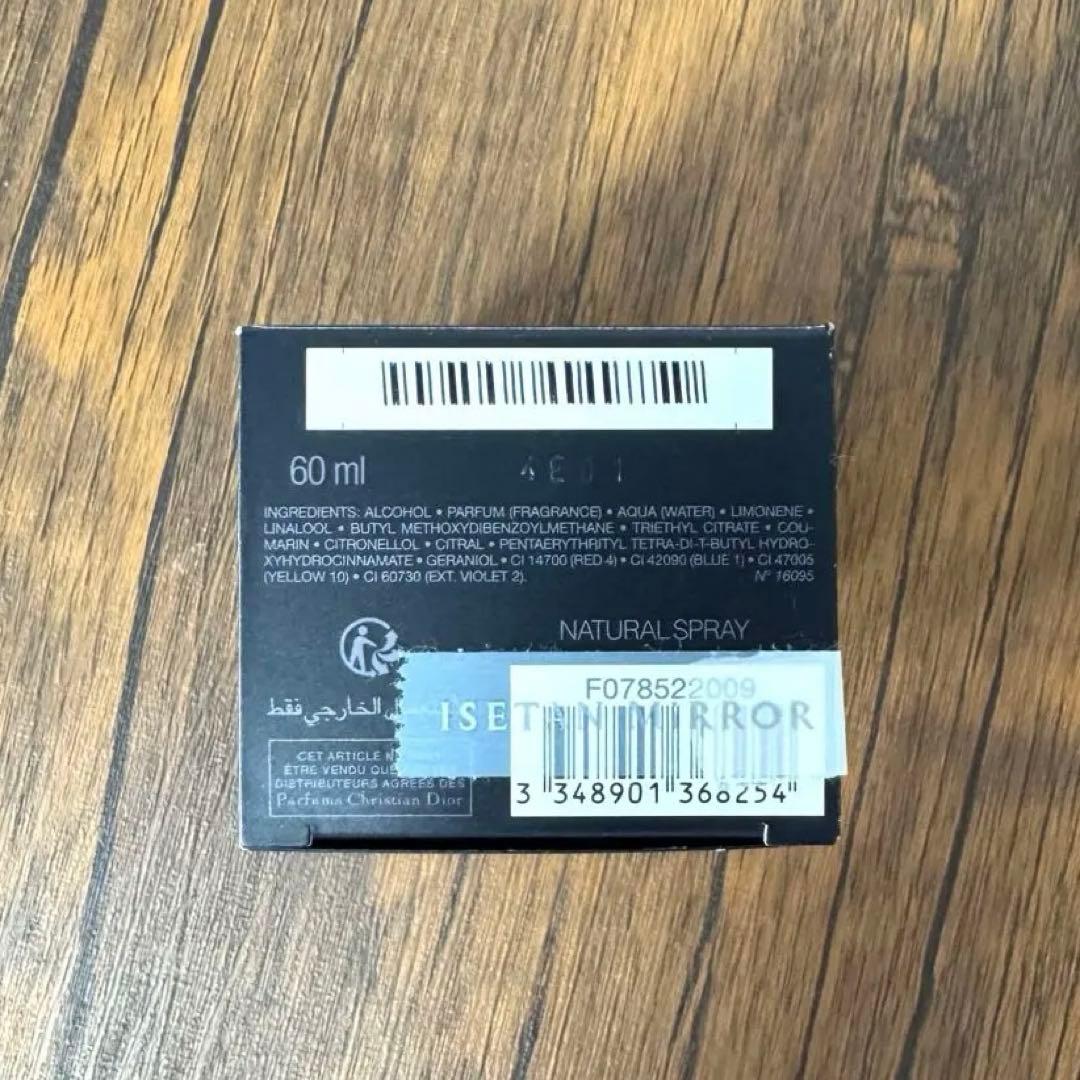 60 ml
INGREDIENTS: ALCOHOL • PARFUM (FRAGRANCE) • AQUA (WATER) • LIMONENE •
LINALOOL • BUTYL METHOXYDIBENZOYLMETHANE • TRIETHYL CITRATE • COU-
MARIN • CITRONELLOL • CITRAL • PENTAERYTHRITYL TETRA-DI-T-BUTYL HYDRO-
XYHYDROCINNAMATE • GERANIOL • CI 14700 (RED 4) • CI 42090 (BLUE 1) • CI 47005
(YELLOW 10) • CI 60730 (EXT. VIOLET 2).
N° 16095
NATURAL SPRAY
F078522009
ISETAN MIRROR
الخارجي فقط
CET ARTICLE
ÊTRE VENDU QUE
DISTRIBUTEURS AGRÉÉS DES
Parfums Christian Dior
3 348901 368254